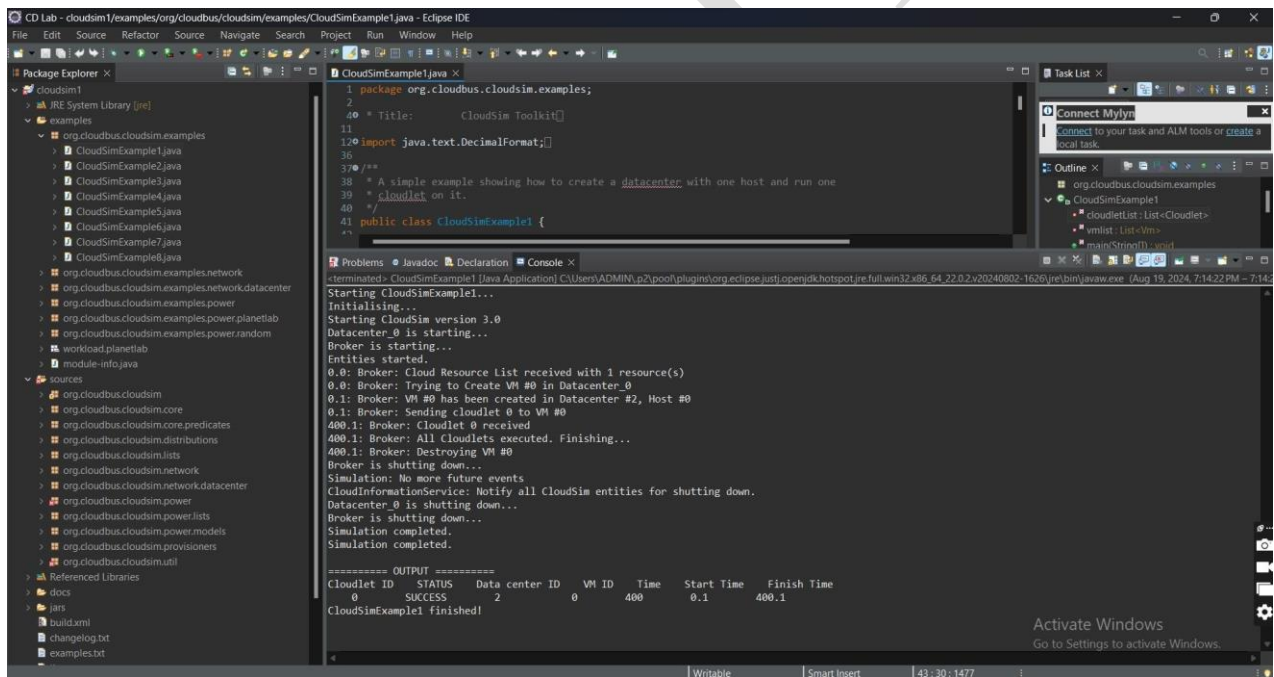 CD Lab - cloudsim1/examples/org/cloudbus/cloudsim/examples/CloudSimExample1.java - Eclipse IDE
File Edit Source Refactor Source Navigate Search Project Run Window Help
Package Explorer
cloudsim1
JRE System Library [jre]
examples
org.cloudbus.cloudsim.examples
CloudSimExample1.java
CloudSimExample2.java
CloudSimExample3.java
CloudSimExample4.java
CloudSimExample5.java
CloudSimExample6.java
CloudSimExample7.java
CloudSimExample8.java
org.cloudbus.cloudsim.examples.network
org.cloudbus.cloudsim.examples.network.datacenter
org.cloudbus.cloudsim.examples.power
org.cloudbus.cloudsim.examples.power.planetlab
org.cloudbus.cloudsim.examples.power.random
workload.planetlab
module-info.java
sources
org.cloudbus.cloudsim
org.cloudbus.cloudsim.core
org.cloudbus.cloudsim.core.predicates
org.cloudbus.cloudsim.distributions
org.cloudbus.cloudsim.lists
org.cloudbus.cloudsim.network
org.cloudbus.cloudsim.network.datacenter
org.cloudbus.cloudsim.power
org.cloudbus.cloudsim.power.lists
org.cloudbus.cloudsim.power.models
org.cloudbus.cloudsim.provisioners
org.cloudbus.cloudsim.util
Referenced Libraries
docs
jars
build.xml
changelog.txt
examples.txt
CloudSimExample1.java
1 package org.cloudbus.cloudsim.examples;
2
4 * Title: CloudSim Toolkit
11
12 import java.text.DecimalFormat;
36
37 /**
38 * A simple example showing how to create a datacenter with one host and run one
39 * cloudlet on it.
40 */
41 public class CloudSimExample1 {
Task List
Connect Mylyn
Connect to your task and ALM tools or create a
local task.
Outline
org.cloudbus.cloudsim.examples
CloudSimExample1
cloudletList : List<Cloudlet>
vmlist : List<Vm>
main(String[]) : void
Problems Javadoc Declaration Console
<terminated> CloudSimExample1 [Java Application] C:\Users\ADMIN\.p2\pool\plugins\org.eclipse.justj.openjdk.hotspot.jre.full.win32.x86_64_22.0.2.v20240802-1626\jre\bin\javaw.exe (Aug 19, 2024, 7:14:22 PM – 7:14:2
Starting CloudSimExample1...
Initialising...
Starting CloudSim version 3.0
Datacenter_0 is starting...
Broker is starting...
Entities started.
0.0: Broker: Cloud Resource List received with 1 resource(s)
0.0: Broker: Trying to Create VM #0 in Datacenter_0
0.1: Broker: VM #0 has been created in Datacenter #2, Host #0
0.1: Broker: Sending cloudlet 0 to VM #0
400.1: Broker: Cloudlet 0 received
400.1: Broker: All Cloudlets executed. Finishing...
400.1: Broker: Destroying VM #0
Broker is shutting down...
Simulation: No more future events
CloudInformationService: Notify all CloudSim entities for shutting down.
Datacenter_0 is shutting down...
Broker is shutting down...
Simulation completed.
Simulation completed.
========== OUTPUT ==========
Cloudlet ID STATUS Data center ID VM ID Time Start Time Finish Time
0 SUCCESS 2 0 400 0.1 400.1
CloudSimExample1 finished!
Activate Windows
Go to Settings to activate Windows.
Writable Smart Insert 43 : 30 : 1477